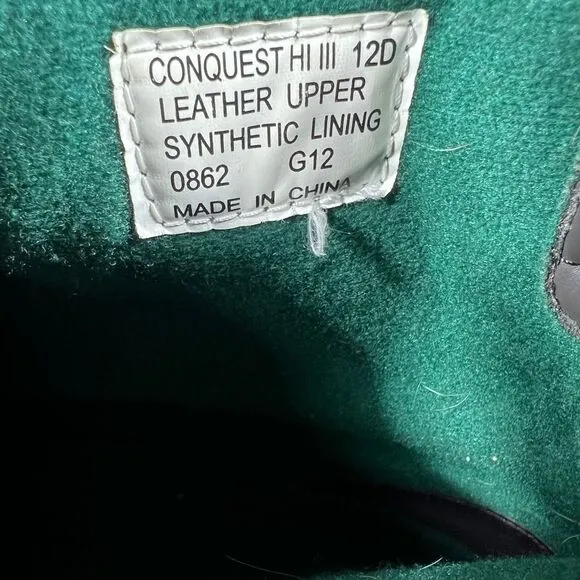 CONQUEST HI III 12D
LEATHER UPPER
SYNTHETIC LINING
0862 G12
MADE IN CHINA